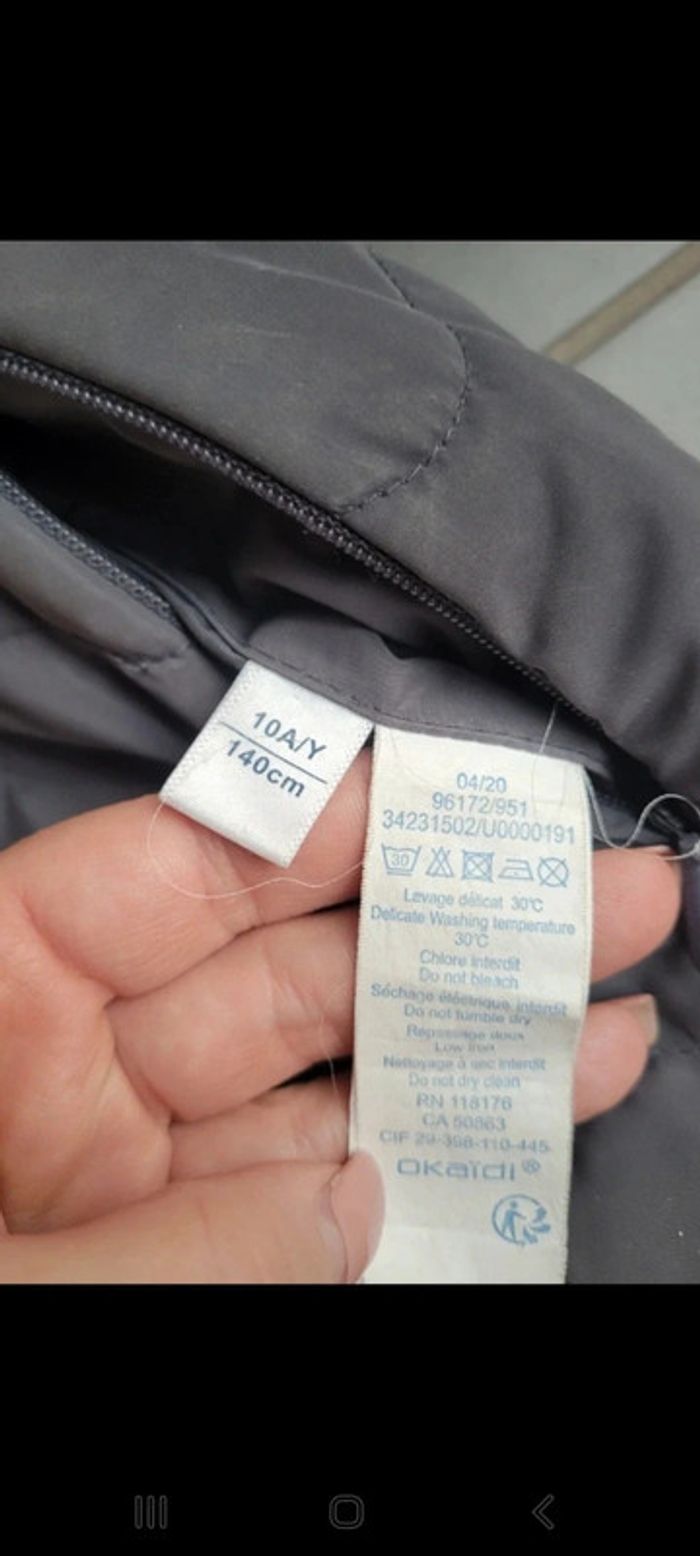 10A/Y
140cm
04/20
96172/951
34231502/U0000191
30
Lavage délicat 30°C
Delicate Washing temperature
30°C
Chlore interdit
Do not bleach
Séchage électrique interdit
Do not tumble dry
Repassage doux
Low iron
Nettoyage à sec interdit
Do not dry clean
RN 118176
CA 50863
CIF 29-398-110-445
OKAÏDI®